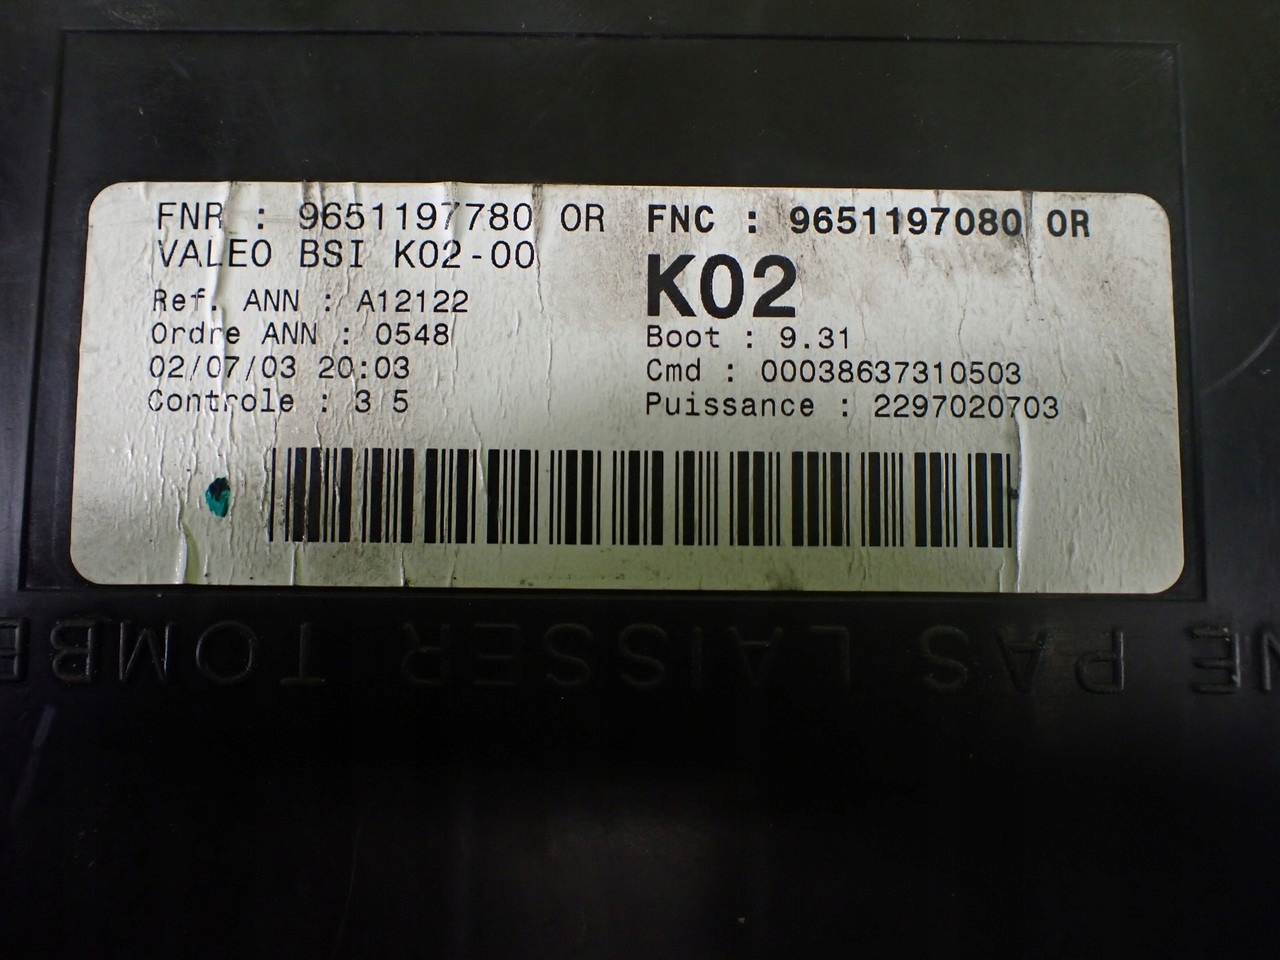 FNR : 9651197780 OR
VALEO BSI K02-00
Ref. ANN : A12122
Ordre ANN : 0548
02/07/03 20:03
Controle : 3 5
FNC : 9651197080 OR
K02
Boot : 9.31
Cmd : 00038637310503
Puissance : 2297020703
NE PAS LAISSER TOMBE